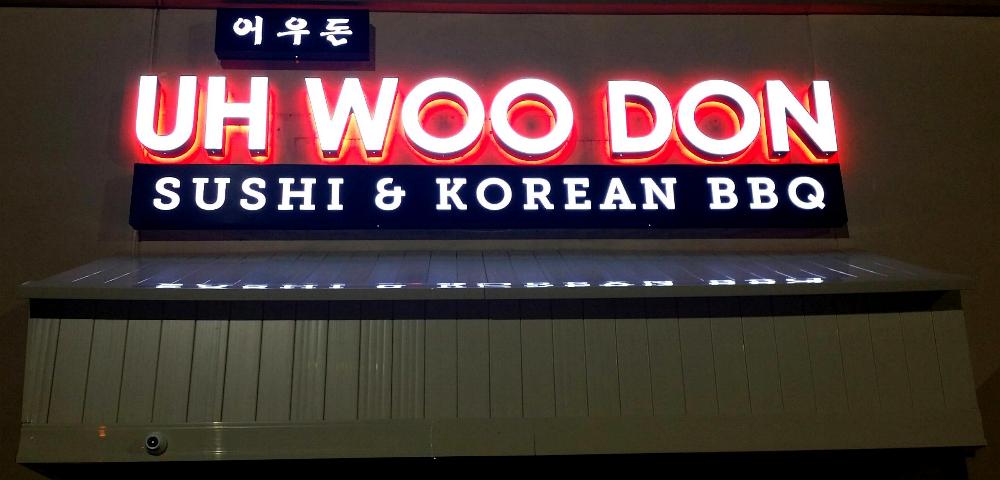 어우돈
UH WOO DON
SUSHI & KOREAN BBQ